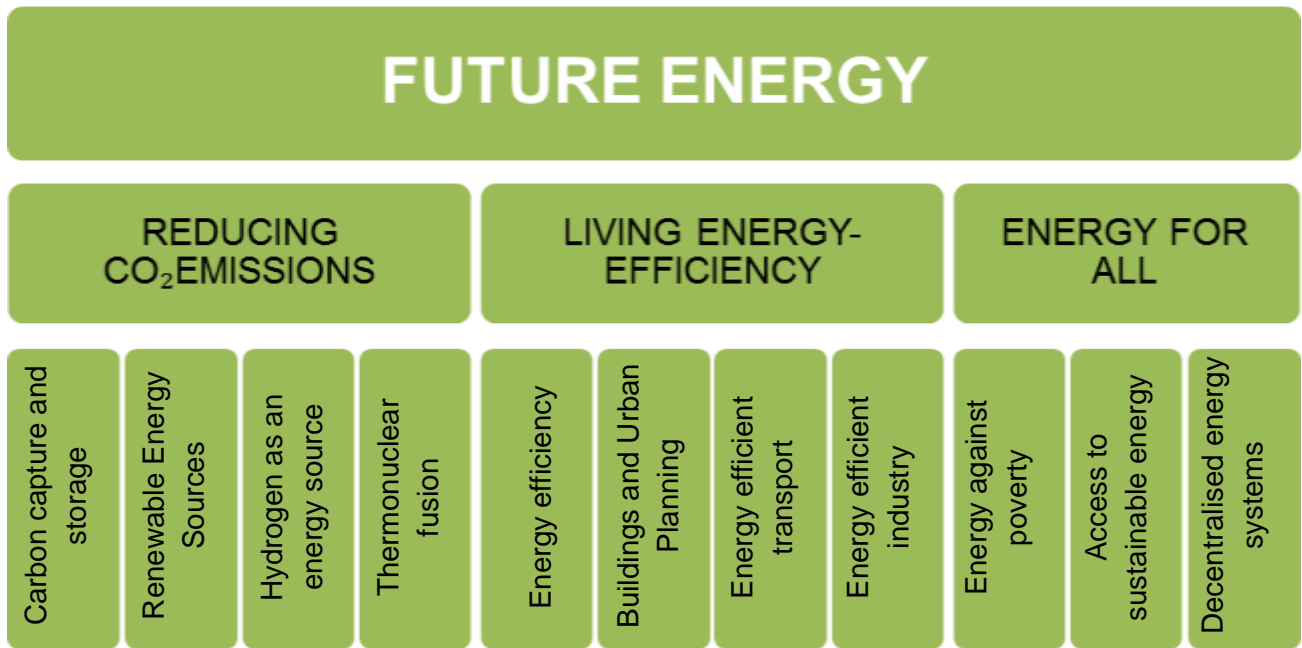 FUTURE ENERGY
REDUCING
CO₂EMISSIONS
LIVING ENERGY-
EFFICIENCY
ENERGY FOR
ALL
Carbon capture and
storage
Renewable Energy
Sources
Hydrogen as an
energy source
Thermonuclear
fusion
Energy efficiency
Buildings and Urban
Planning
Energy efficient
transport
Energy efficient
industry
Energy against
poverty
Access to
sustainable energy
Decentralised energy
systems